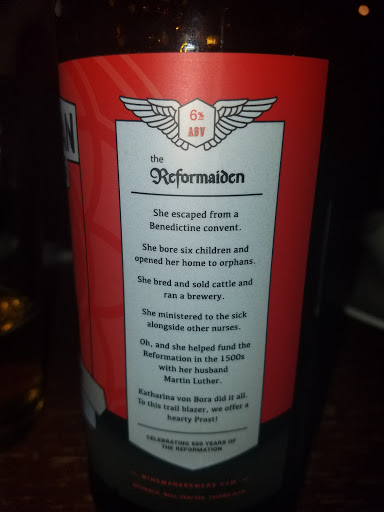 6%
ABV
the
Reformaiden
She escaped from a
Benedictine convent.
She bore six children and
opened her home to orphans.
She bred and sold cattle and
ran a brewery.
She ministered to the sick
alongside other nurses.
Oh, and she helped fund the
Reformation in the 1500s
with her husband
Martin Luther.
Katharina von Bora did it all.
To this trail blazer, we offer a
hearty Prost!
CELEBRATING 500 YEARS OF
THE REFORMATION